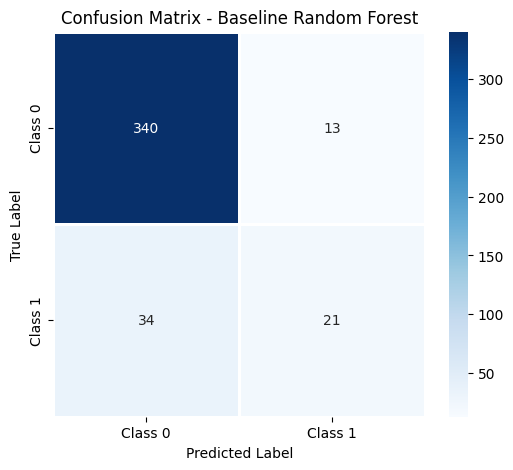 Confusion Matrix - Baseline Random Forest
True Label
Class 0
340
13
Class 1
34
21
Class 0
Class 1
Predicted Label
300
250
200
150
100
50